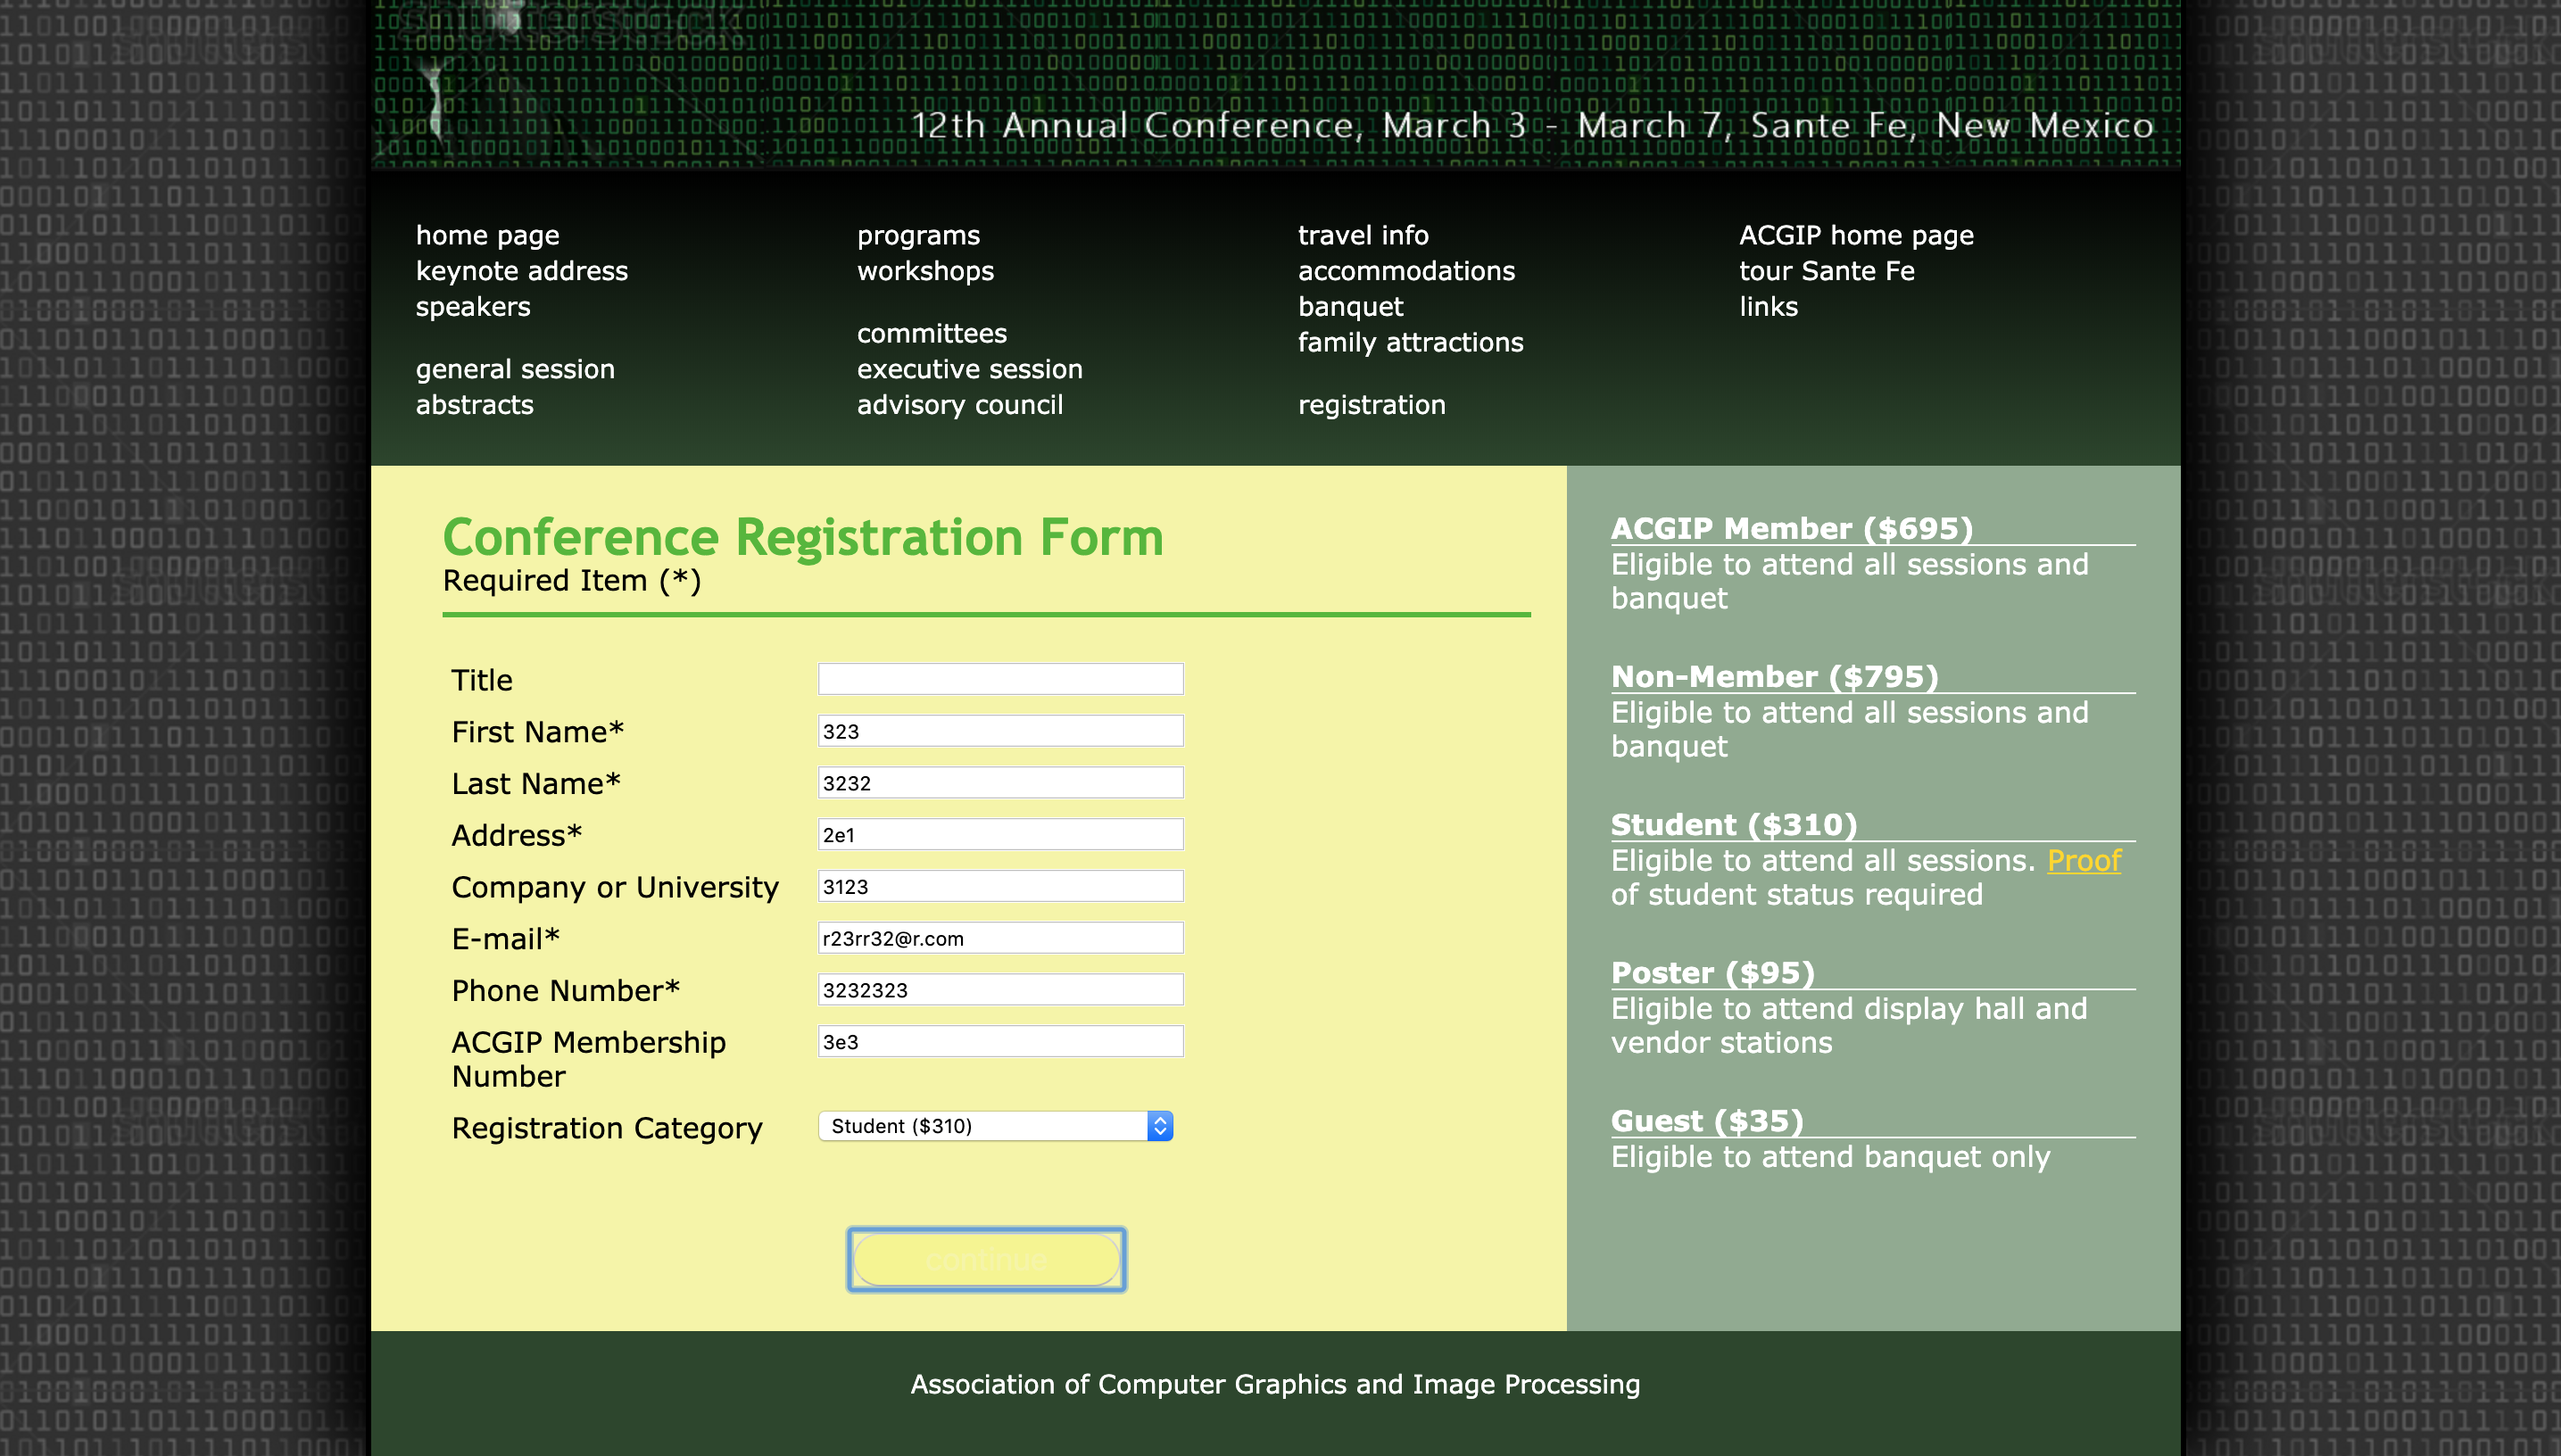 12th Annual Conference, March 3 - March 7, Sante Fe, New Mexico
home page
keynote address
speakers
general session
abstracts
programs
workshops
committees
executive session
advisory council
travel info
accommodations
banquet
family attractions
registration
ACGIP home page
tour Sante Fe
links
Conference Registration Form
Required Item (*)
Title
First Name* 323
Last Name* 3232
Address* 2e1
Company or University 3123
E-mail* r23rr32@r.com
Phone Number* 3232323
ACGIP Membership
Number 3e3
Registration Category Student ($310)
continue
ACGIP Member ($695)
Eligible to attend all sessions and
banquet
Non-Member ($795)
Eligible to attend all sessions and
banquet
Student ($310)
Eligible to attend all sessions. Proof
of student status required
Poster ($95)
Eligible to attend display hall and
vendor stations
Guest ($35)
Eligible to attend banquet only
Association of Computer Graphics and Image Processing